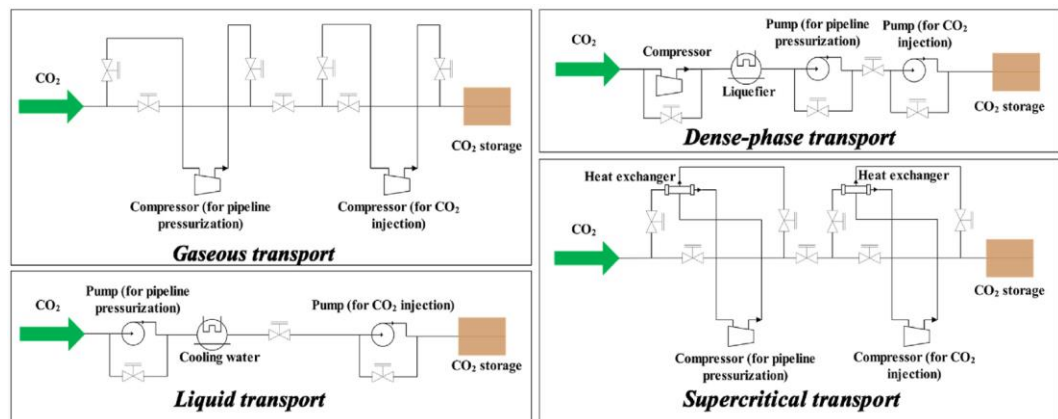 CO₂
Compressor (for pipeline
pressurization)
Compressor (for CO₂
injection)
CO₂ storage
Gaseous transport
CO₂
Pump (for pipeline
pressurization)
Cooling water
Pump (for CO₂ injection)
CO₂ storage
Liquid transport
CO₂
Compressor
Liquefier
Pump (for pipeline
pressurization)
Pump (for CO₂
injection)
CO₂ storage
Dense-phase transport
CO₂
Heat exchanger
Heat exchanger
Compressor (for pipeline
pressurization)
Compressor (for CO₂
injection)
CO₂ storage
Supercritical transport